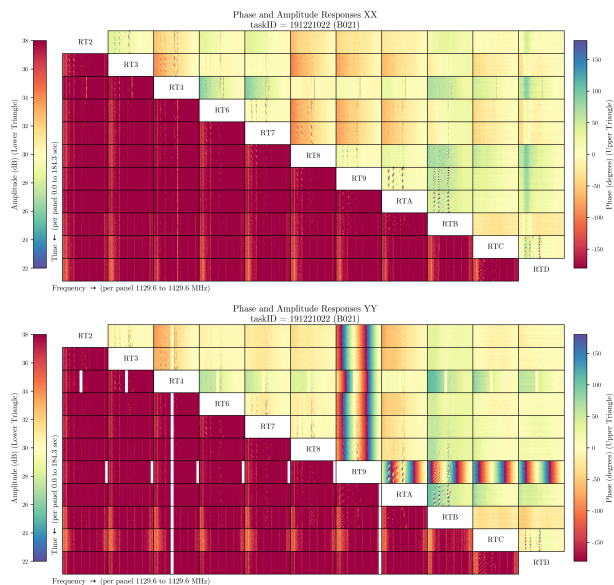 Phase and Amplitude Responses XX
taskID = 191221022 (B021)
38
36
34
32
30
28
26
24
22
Amplitude (dB) (Lower Triangle)
Time ← (per panel 0.0 to 184.3 sec)
RT2
RT3
RT4
RT6
RT7
RT8
RT9
RTA
RTB
RTC
RTD
150
100
50
0
−50
−100
−150
Phase (degrees) (Upper Triangle)
Frequency → (per panel 1129.6 to 1429.6 MHz)
Phase and Amplitude Responses YY
taskID = 191221022 (B021)
38
36
34
32
30
28
26
24
22
Amplitude (dB) (Lower Triangle)
Time ← (per panel 0.0 to 184.3 sec)
RT2
RT3
RT4
RT6
RT7
RT8
RT9
RTA
RTB
RTC
RTD
150
100
50
0
−50
−100
−150
Phase (degrees) (Upper Triangle)
Frequency → (per panel 1129.6 to 1429.6 MHz)